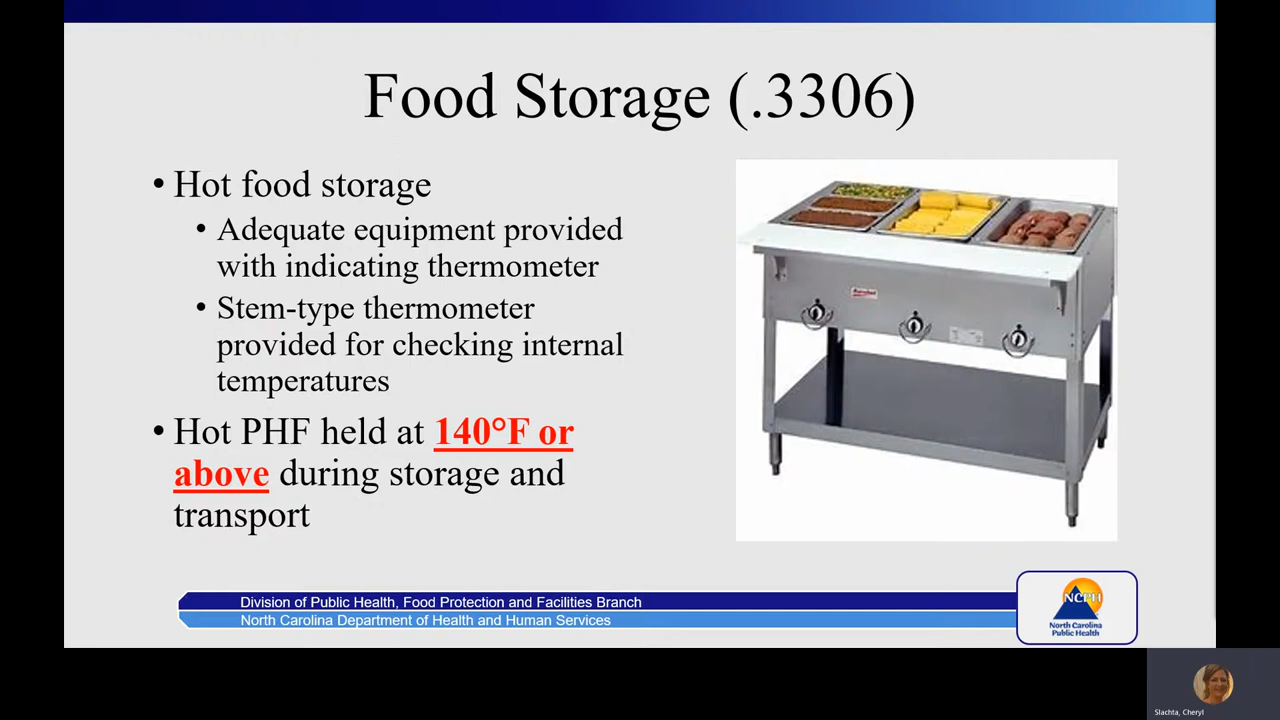 Food Storage (.3306)
• Hot food storage
• Adequate equipment provided
with indicating thermometer
• Stem-type thermometer
provided for checking internal
temperatures
• Hot PHF held at 140°F or
above during storage and
transport
Division of Public Health, Food Protection and Facilities Branch
North Carolina Department of Health and Human Services
NCPH
North Carolina
Public Health
Slachta, Cheryl